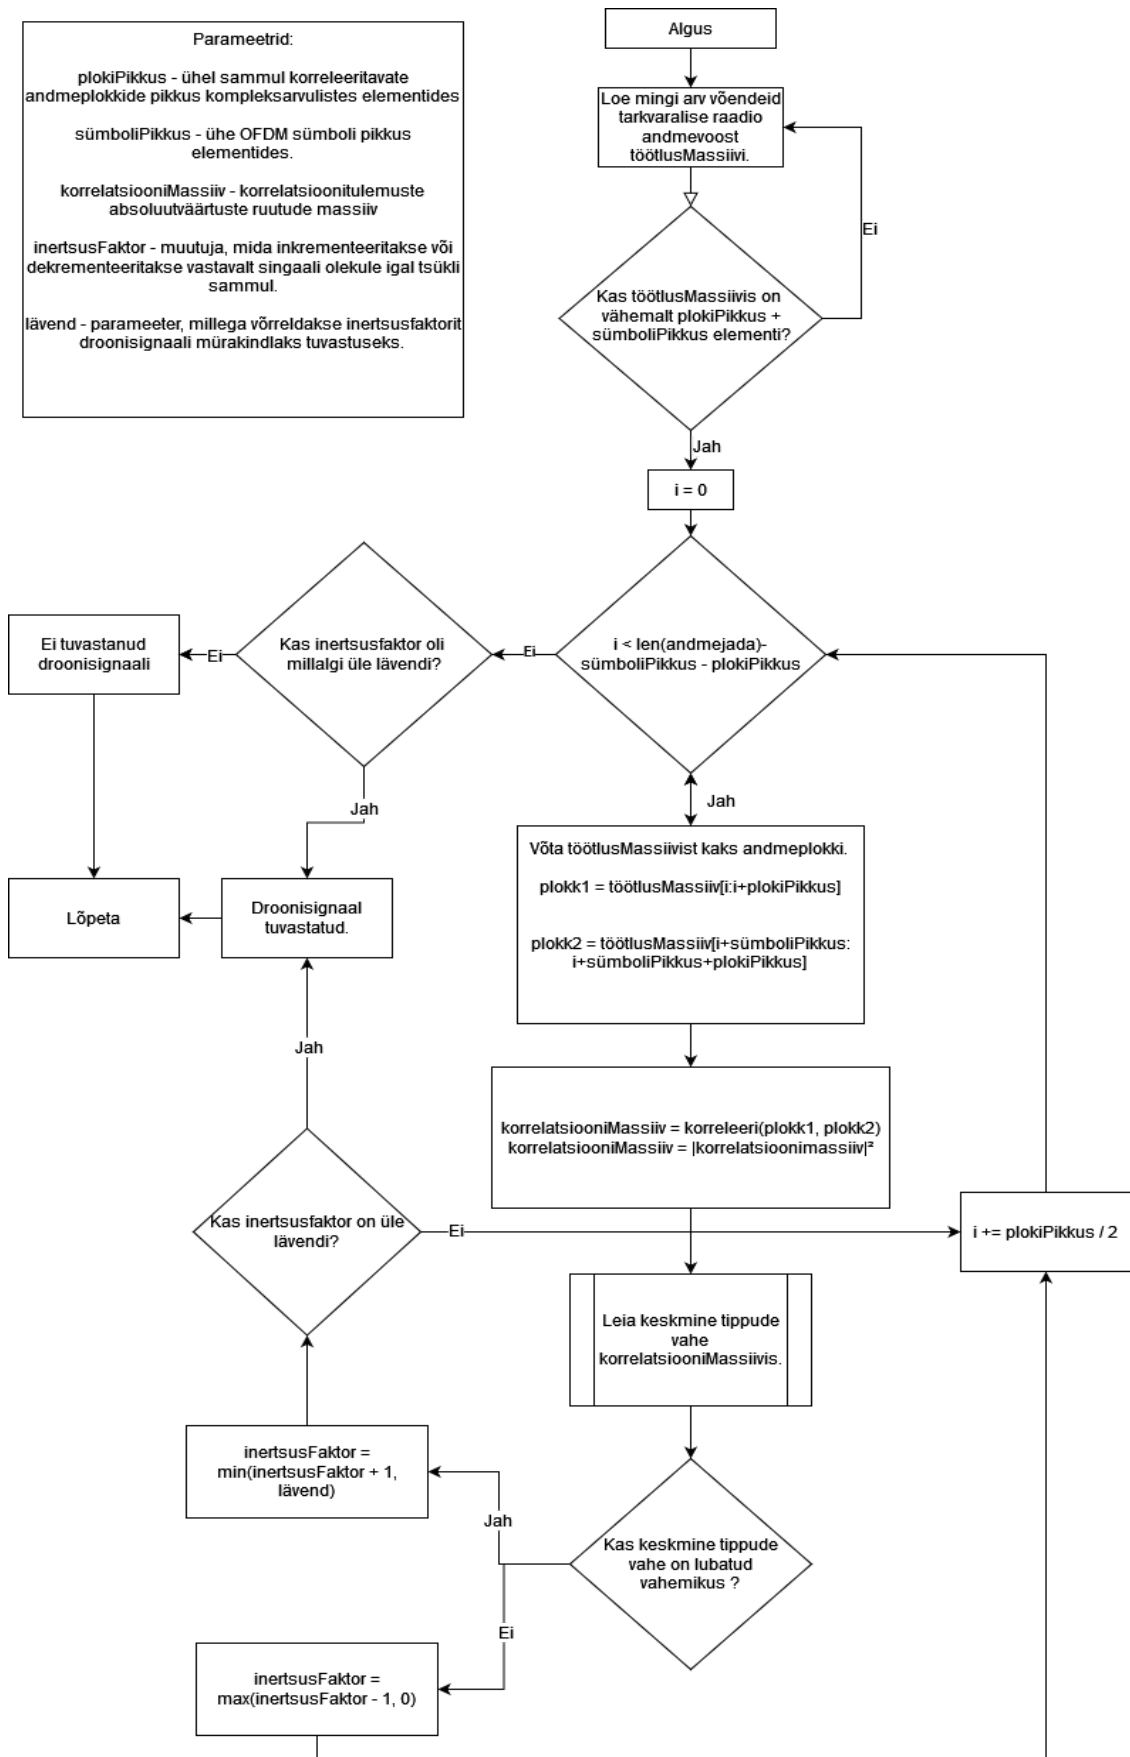 Parameetrid:
plokiPikkus - ühel sammul korreleeritavate
andmeplokkide pikkus kompleksarvulistes elementides
sümboliPikkus - ühe OFDM sümboli pikkus
elementides.
korrelatsiooniMassiiv - korrelatsioonitulemuste
absoluutväärtuste ruutude massiiv
inertsusFaktor - muutuja, mida inkrementeeritakse või
dekrementeeritakse vastavalt singaali olekule igal tsükli
sammul.
lävend - parameeter, millega võrreldakse inertsusfaktorit
droonisignaali mürakindlaks tuvastuseks.
Algus
Loe mingi arv võendeid
tarkvaralise raadio
andmevoost
töötlusMassiivi.
Ei
Kas töötlusMassiivis on
vähemalt plokiPikkus +
sümboliPikkus elementi?
Jah
i = 0
i < len(andmejada)-
sümboliPikkus - plokiPikkus
Ei
Kas inertsusfaktor oli
millalgi üle lävendi?
Ei
Ei tuvastanud
droonisignaali
Jah
Jah
Võta töötlusMassiivist kaks andmeplokki.
plokk1 = töötlusMassiiv[i:i+plokiPikkus]
plokk2 = töötlusMassiiv[i+sümboliPikkus:
i+sümboliPikkus+plokiPikkus]
Lõpeta
Droonisignaal
tuvastatud.
Jah
korrelatsiooniMassiiv = korreleeri(plokk1, plokk2)
korrelatsiooniMassiiv = |korrelatsioonimassiiv|²
Kas inertsusfaktor on üle
lävendi?
Ei
i += plokiPikkus / 2
Leia keskmine tippude
vahe
korrelatsiooniMassiivis.
inertsusFaktor =
min(inertsusFaktor + 1,
lävend)
Jah
Kas keskmine tippude
vahe on lubatud
vahemikus ?
Ei
inertsusFaktor =
max(inertsusFaktor - 1, 0)